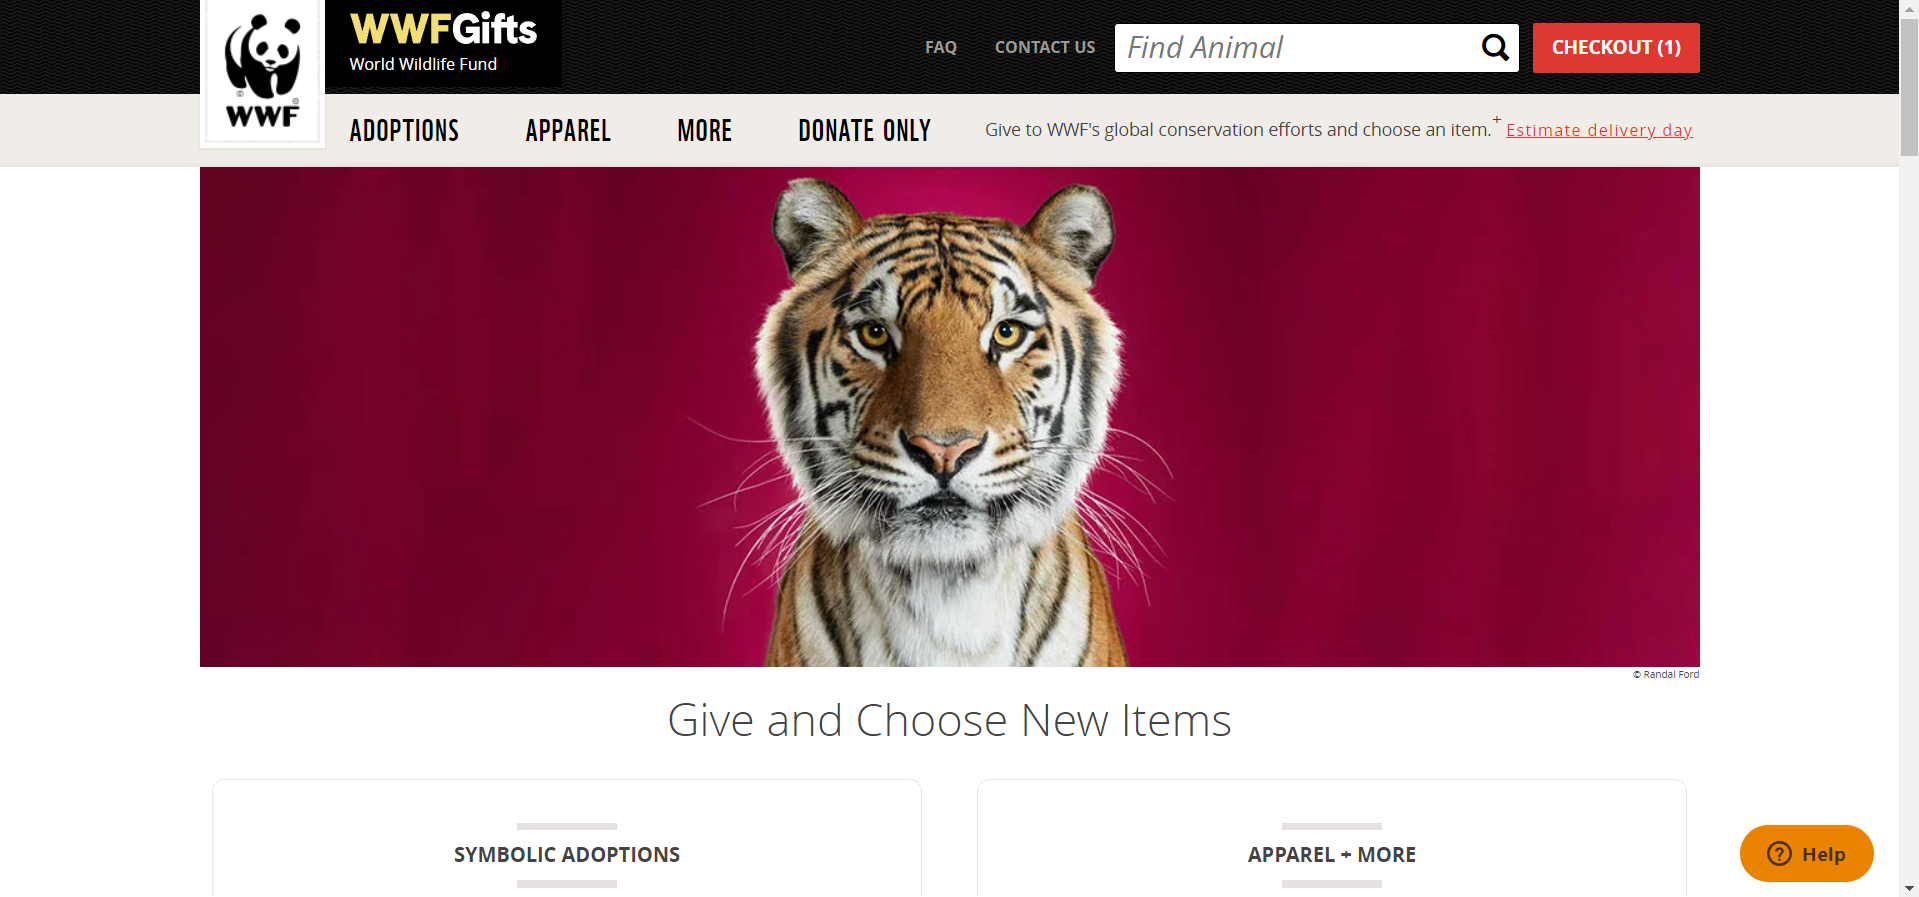 WWF
WWFGifts
World Wildlife Fund
FAQ
CONTACT US
Find Animal
CHECKOUT (1)
ADOPTIONS
APPAREL
MORE
DONATE ONLY
Give to WWF's global conservation efforts and choose an item.+ Estimate delivery day
© Randal Ford
Give and Choose New Items
SYMBOLIC ADOPTIONS
APPAREL + MORE
Help